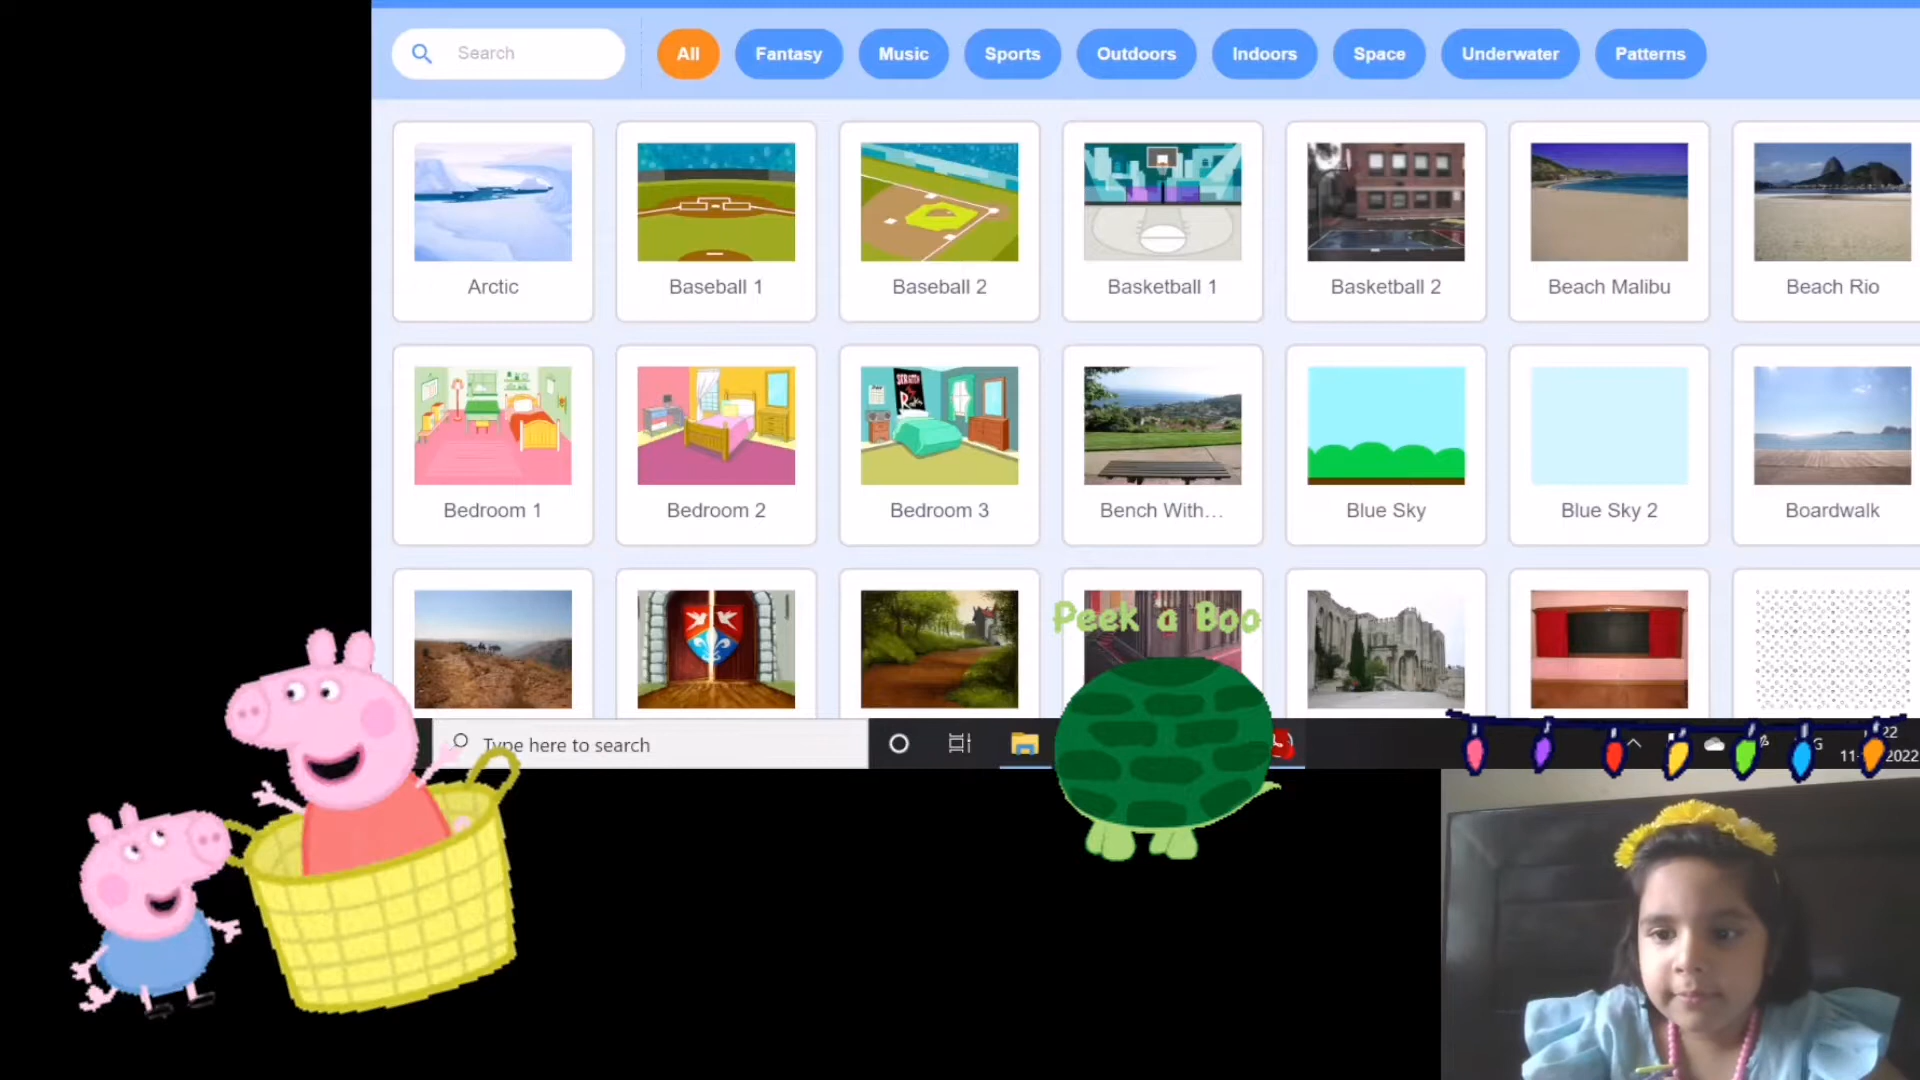 Search
All
Fantasy
Music
Sports
Outdoors
Indoors
Space
Underwater
Patterns
Arctic
Baseball 1
Baseball 2
Basketball 1
Basketball 2
Beach Malibu
Beach Rio
Bedroom 1
Bedroom 2
Bedroom 3
Bench With...
Blue Sky
Blue Sky 2
Boardwalk
Peek a Boo
Type here to search